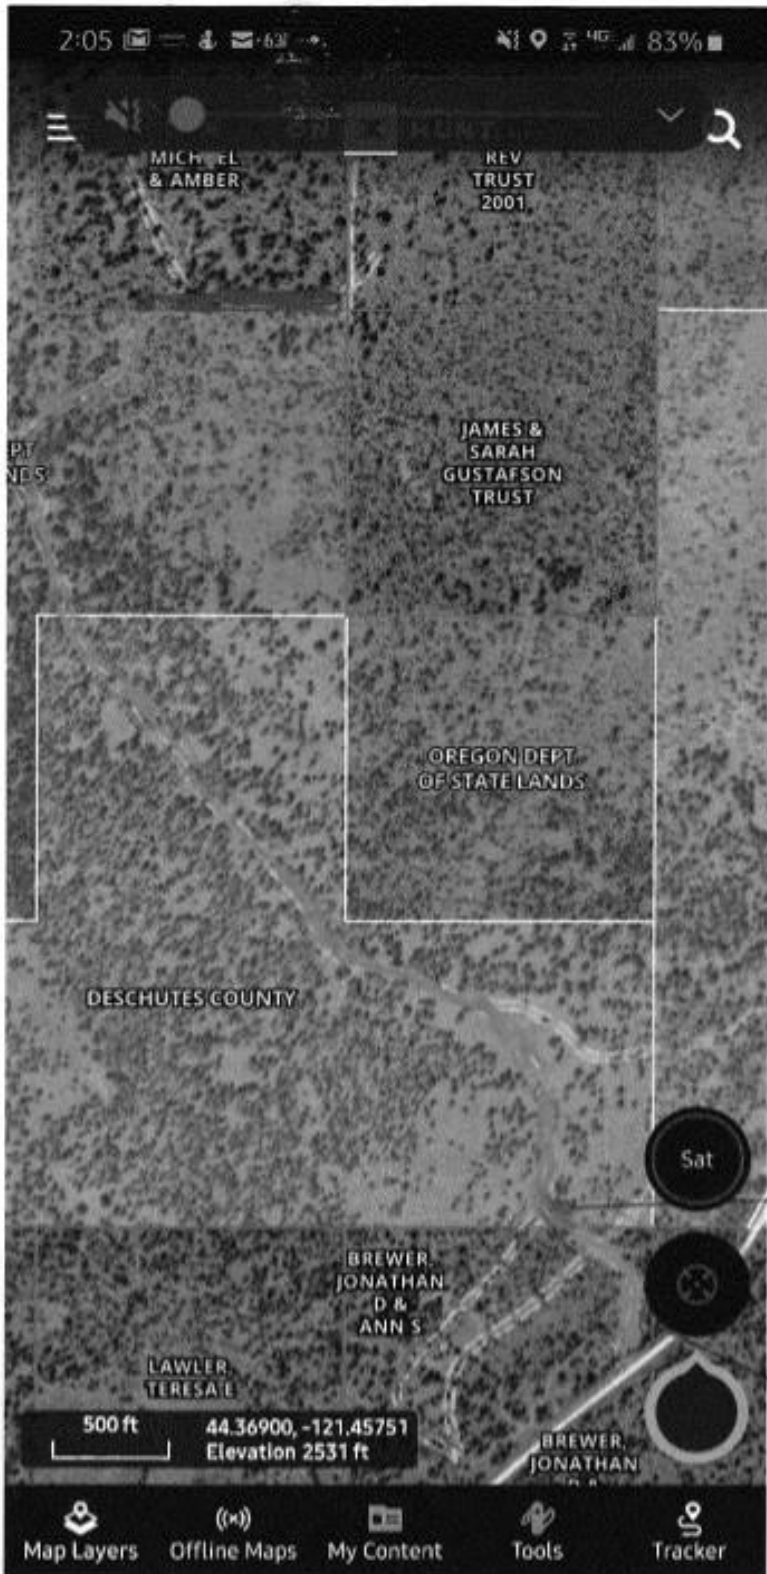 2:05
83%
HUNT
& AMBER
REV
TRUST
2001
JAMES &
SARAH
GUSTAFSON
TRUST
OREGON DEPT
OF STATE LANDS
DESCHUTES COUNTY
Sat
BREWER,
JONATHAN
D &
ANN S
LAWLER,
TERESA E
500 ft
44.36900, -121.45751
Elevation 2531 ft
BREWER,
JONATHAN
Map Layers
Offline Maps
My Content
Tools
Tracker